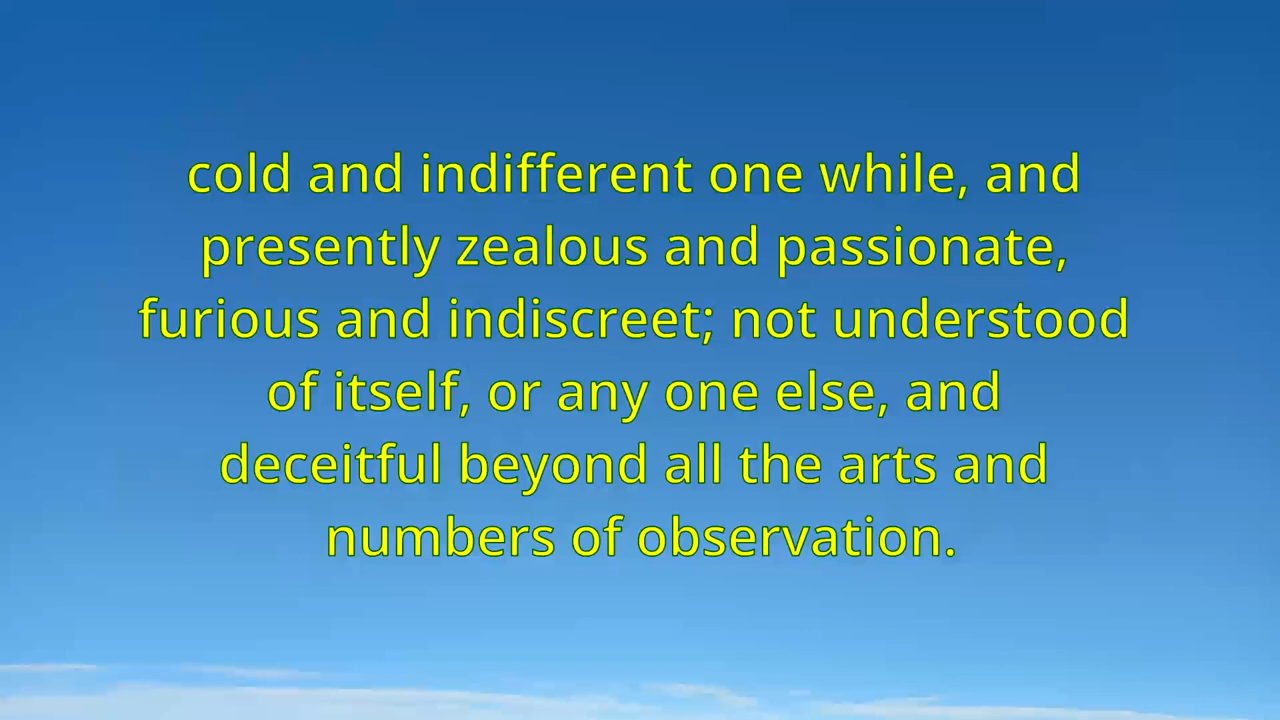 cold and indifferent one while, and
presently zealous and passionate,
furious and indiscreet; not understood
of itself, or any one else, and
deceitful beyond all the arts and
numbers of observation.